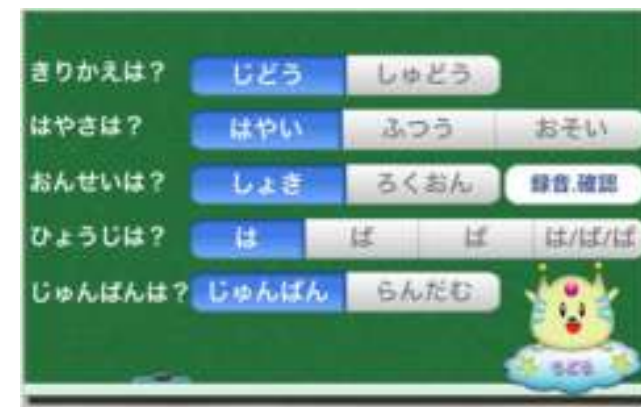 きりかえは? じどう しゅどう
はやさは? はやい ふつう おそい
おんせいは? しょき ろくおん 録音.確認
ひょうじは? は ば ぱ は/ば/ぱ
じゅんばんは? じゅんばん らんだむ